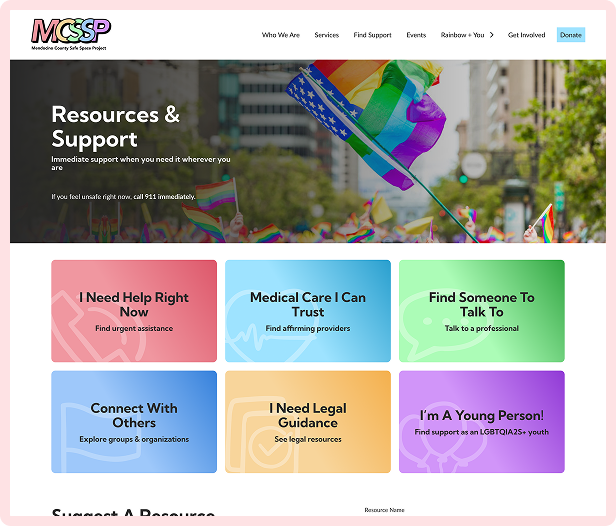 MCSSP
Mendocino County Safe Space Project
Who We Are
Services
Find Support
Events
Rainbow + You
Get Involved
Donate
Resources &
Support
Immediate support when you need it wherever you
are
If you feel unsafe right now, call 911 immediately.
I Need Help Right
Now
Find urgent assistance
Medical Care I Can
Trust
Find affirming providers
Find Someone To
Talk To
Talk to a professional
Connect With
Others
Explore groups & organizations
I Need Legal
Guidance
See legal resources
I'm A Young Person!
Find support as an LGBTQIA2S+ youth
Suggest A Resource
Resource Name